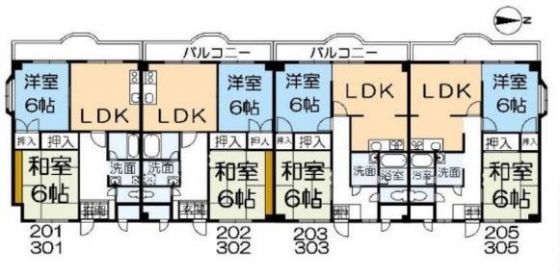 バルコニー バルコニー
洋室 6帖 LDK LDK 洋室 6帖 洋室 6帖 LDK LDK 洋室 6帖
押入 押入 押入 押入 押入 押入 押入 押入
和室 6帖 洗面 洗面 和室 6帖 和室 6帖 洗面 浴室 浴室 洗面 和室 6帖
玄関 玄関
201 202 203 205
301 302 303 305